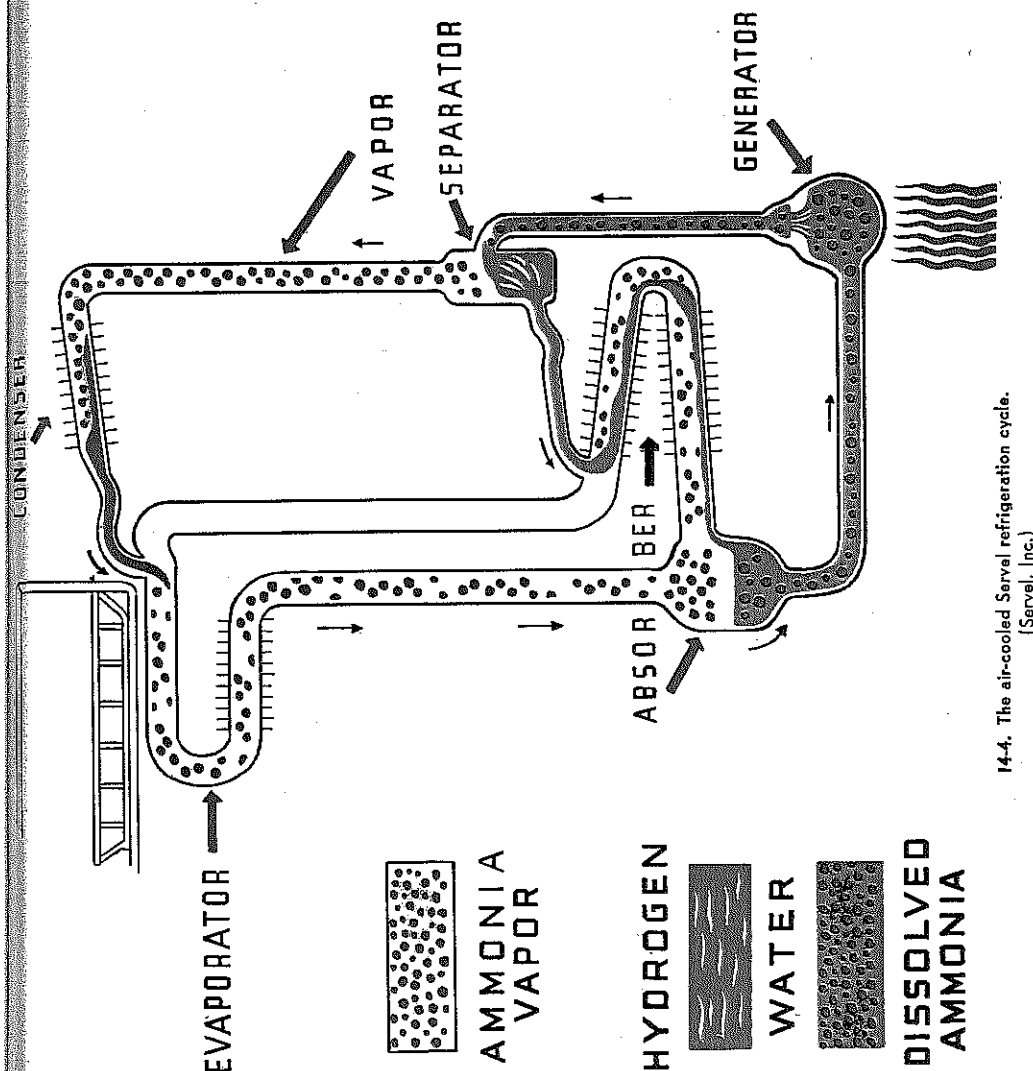 CONDENSER
VAPOR
SEPARATOR
GENERATOR
EVAPORATOR
ABSOR BER
AMMONIA
VAPOR
HYDROGEN
WATER
DISSOLVED
AMMONIA
14-4. The air-cooled Servel refrigeration cycle.
(Servel, Inc.)